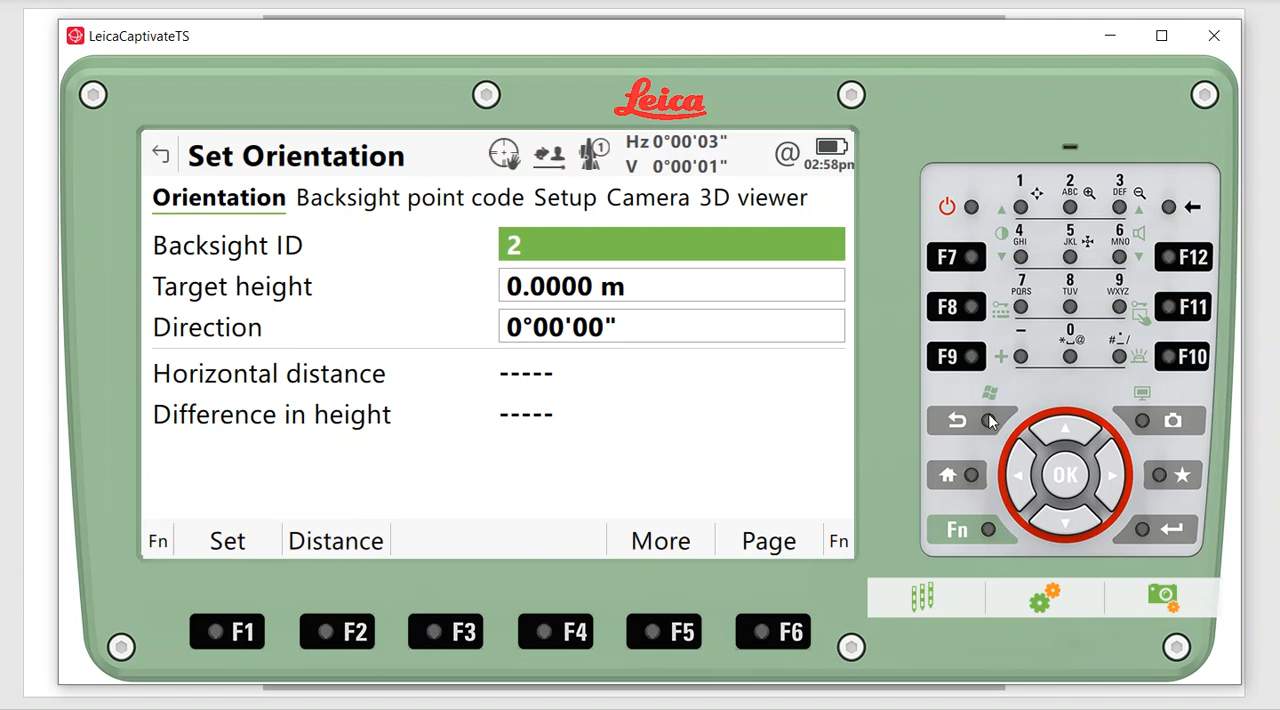 LeicaCaptivateTS
Leica
Set Orientation
1
Hz 0°00'03"
V 0°00'01"
@
02:58pm
Orientation Backsight point code Setup Camera 3D viewer
Backsight ID 2
Target height 0.0000 m
Direction 0°00'00"
Horizontal distance -----
Difference in height -----
Fn Set Distance More Page Fn
F1 F2 F3 F4 F5 F6
1 2 ABC 3 DEF
4 GHI 5 JKL 6 MNO
F7 F12
7 PQRS 8 TUV 9 WXYZ
F8 F11
- 0 *␣@ #./
F9 + F10
OK
Fn